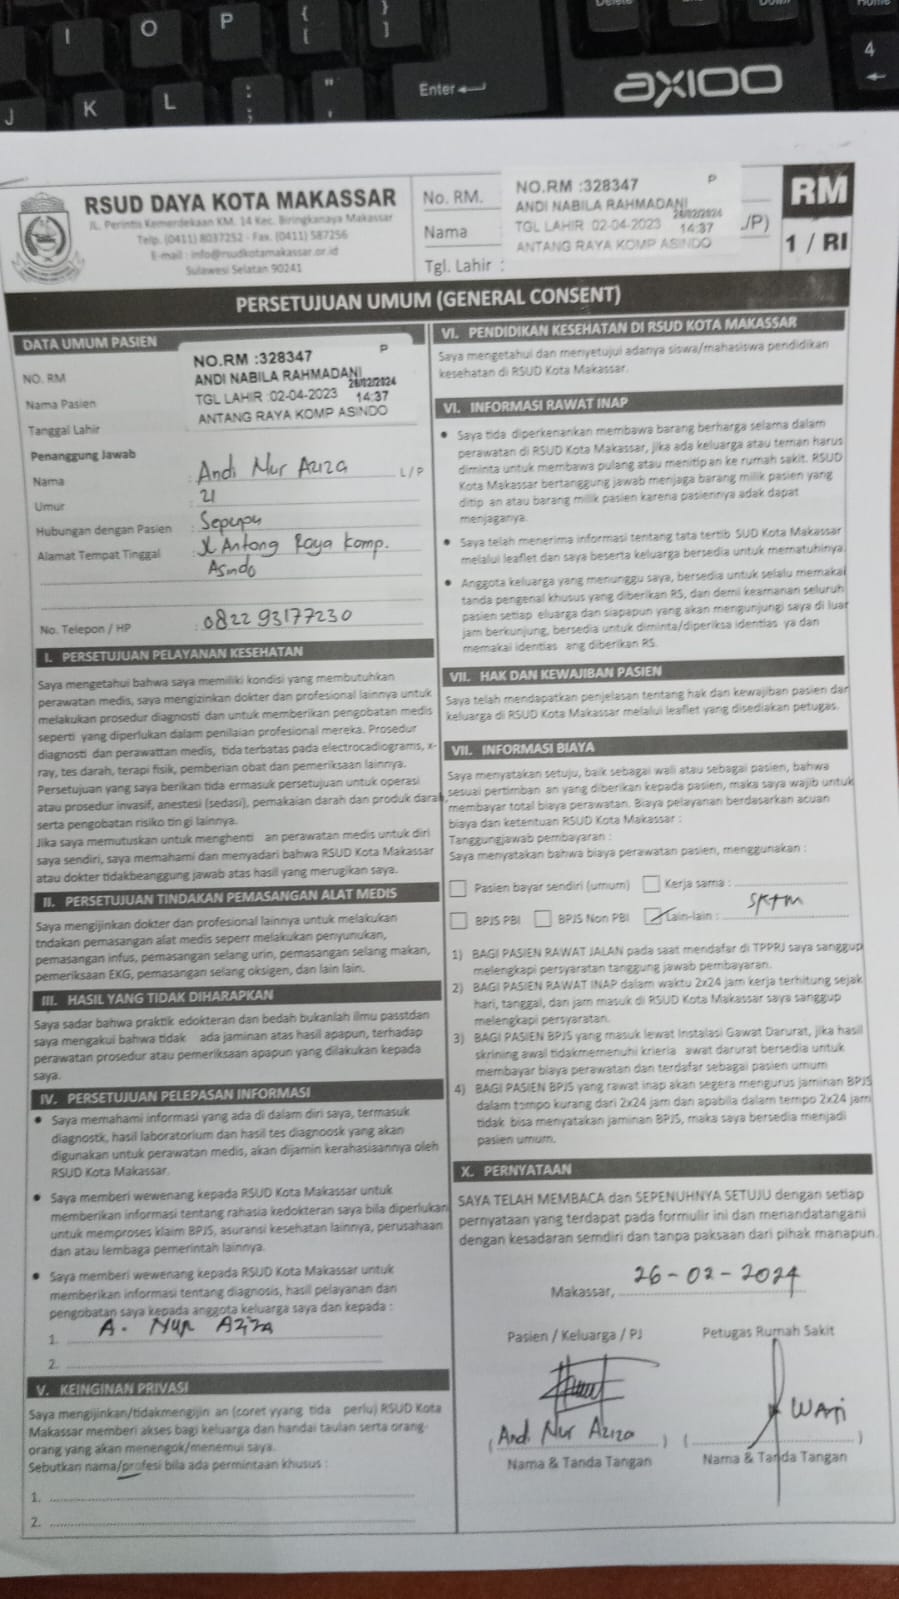 I
O
P
{
[
}
]
Delete
Down
Home
J
K
L
:
;
"
'
Enter
AXIOO
4
RSUD DAYA KOTA MAKASSAR
JL. Perintis Kemerdekaan KM. 14 Kec. Biringkanaya Makassar
Telp. (0411) 8037252 - Fax. (0411) 587256
E-mail : info@rsudkotamakassar.or.id
Sulawesi Selatan 90241
No. RM.
Nama
Tgl. Lahir :
NO.RM :328347 P
ANDI NABILA RAHMADANI
TGL LAHIR 02-04-2023 26/02/2024 14:37
ANTANG RAYA KOMP ASINDO
/P)
RM
1 / RI
PERSETUJUAN UMUM (GENERAL CONSENT)
DATA UMUM PASIEN
NO. RM
Nama Pasien
Tanggal Lahir
NO.RM :328347 P
ANDI NABILA RAHMADANI
TGL LAHIR :02-04-2023 26/02/2024 14:37
ANTANG RAYA KOMP ASINDO
Penanggung Jawab
Nama : Andi Nur Aziza L/P
Umur : 21
Hubungan dengan Pasien : Sepupu
Alamat Tempat Tinggal : Jl Antang Raya Komp.
Asindo
No. Telepon / HP : 0822 93177230
I. PERSETUJUAN PELAYANAN KESEHATAN
Saya mengetahui bahwa saya memiliki kondisi yang membutuhkan
perawatan medis, saya mengizinkan dokter dan profesional lainnya untuk
melakukan prosedur diagnosti dan untuk memberikan pengobatan medis
seperti yang diperlukan dalam penilaian profesional mereka. Prosedur
diagnosti dan perawattan medis, tida terbatas pada electrocadiograms, x-
ray, tes darah, terapi fisik, pemberian obat dan pemeriksaan lainnya.
Persetujuan yang saya berikan tida ermasuk persetujuan untuk operasi
atau prosedur invasif, anestesi (sedasi), pemakaian darah dan produk darah,
serta pengobatan risiko tin gi lainnya.
Jika saya memutuskan untuk menghenti an perawatan medis untuk diri
saya sendiri, saya memahami dan menyadari bahwa RSUD Kota Makassar
atau dokter tidakbeanggung jawab atas hasil yang merugikan saya.
II. PERSETUJUAN TINDAKAN PEMASANGAN ALAT MEDIS
Saya mengijinkan dokter dan profesional lainnya untuk melakukan
tndakan pemasangan alat medis seperr melakukan penyunukan,
pemasangan infus, pemasangan selang urin, pemasangan selang makan,
pemeriksaan EKG, pemasangan selang oksigen, dan lain lain.
III. HASIL YANG TIDAK DIHARAPKAN
Saya sadar bahwa praktik edokteran dan bedah bukanlah ilmu passtdan
saya mengakui bahwa tidak ada jaminan atas hasil apapun, terhadap
perawatan prosedur atau pemeriksaan apapun yang dilakukan kepada
saya.
IV. PERSETUJUAN PELEPASAN INFORMASI
• Saya memahami informasi yang ada di dalam diri saya, termasuk
diagnostk, hasil laboratorium dan hasil tes diagnoosk yang akan
digunakan untuk perawatan medis, akan dijamin kerahasiaannya oleh
RSUD Kota Makassar.
• Saya memberi wewenang kepada RSUD Kota Makassar untuk
memberikan informasi tentang rahasia kedokteran saya bila diperlukan
untuk memproses klaim BPJS, asuransi kesehatan lainnya, perusahaan
dan atau lembaga pemerintah lainnya.
• Saya memberi wewenang kepada RSUD Kota Makassar untuk
memberikan informasi tentang diagnosis, hasil pelayanan dan
pengobatan saya kepada anggota keluarga saya dan kepada :
1. A. Nur Aziza
2.
V. KEINGINAN PRIVASI
Saya mengijinkan/tidakmengijin an (coret yyang tida perlu) RSUD Kota
Makassar memberi akses bagi keluarga dan handai taulan serta orang-
orang yang akan menengok/menemui saya.
Sebutkan nama/profesi bila ada permintaan khusus :
1.
2.
VI. PENDIDIKAN KESEHATAN DI RSUD KOTA MAKASSAR
Saya mengetahui dan menyetujui adanya siswa/mahasiswa pendidikan
kesehatan di RSUD Kota Makassar.
VI. INFORMASI RAWAT INAP
• Saya tida diperkenankan membawa barang berharga selama dalam
perawatan di RSUD Kota Makassar, jika ada keluarga atau teman harus
diminta untuk membawa pulang atau menitip an ke rumah sakit. RSUD
Kota Makassar bertanggung jawab menjaga barang milik pasien yang
ditip an atau barang milik pasien karena pasiennya adak dapat
menjaganya.
• Saya telah menerima informasi tentang tata tertib SUD Kota Makassar
melalui leaflet dan saya beserta keluarga bersedia untuk mematuhinya.
• Anggota keluarga yang menunggu saya, bersedia untuk selalu memakai
tanda pengenal khusus yang diberikan RS, dan demi keamanan seluruh
pasien setiap eluarga dan siapapun yang akan mengunjungi saya di luar
jam berkunjung, bersedia untuk diminta/diperiksa identias ya dan
memakai identias ang diberikan RS.
VII. HAK DAN KEWAJIBAN PASIEN
Saya telah mendapatkan penjelasan tentang hak dan kewajiban pasien dan
keluarga di RSUD Kota Makassar melalui leaflet yang disediakan petugas.
VII. INFORMASI BIAYA
Saya menyatakan setuju, baik sebagai wali atau sebagai pasien, bahwa
sesuai pertimban an yang diberikan kepada pasien, maka saya wajib untuk
membayar total biaya perawatan. Biaya pelayanan berdasarkan acuan
biaya dan ketentuan RSUD Kota Makassar :
Tanggungjawab pembayaran :
Saya menyatakan bahwa biaya perawatan pasien, menggunakan :
Pasien bayar sendiri (umum) Kerja sama :
BPJS PBI BPJS Non PBI Lain-lain : SKTM
1) BAGI PASIEN RAWAT JALAN pada saat mendafar di TPPRJ saya sanggup
melengkapi persyaratan tanggung jawab pembayaran.
2) BAGI PASIEN RAWAT INAP dalam waktu 2x24 jam kerja terhitung sejak
hari, tanggal, dan jam masuk di RSUD Kota Makassar saya sanggup
melengkapi persyaratan.
3) BAGI PASIEN BPJS yang masuk lewat Instalasi Gawat Darurat, jika hasil
skrining awal tidakmemenuhi krieria awat darurat bersedia untuk
membayar biaya perawatan dan terdafar sebagai pasien umum
4) BAGI PASIEN BPJS yang rawat inap akan segera mengurus jaminan BPJS
dalam tempo kurang dari 2x24 jam dan apabila dalam tempo 2x24 jam
tidak bisa menyatakan jaminan BPJS, maka saya bersedia menjadi
pasien umum.
X. PERNYATAAN
SAYA TELAH MEMBACA dan SEPENUHNYA SETUJU dengan setiap
pernyataan yang terdapat pada formulir ini dan menandatangani
dengan kesadaran semdiri dan tanpa paksaan dari pihak manapun.
Makassar, 26-02-2024
Pasien / Keluarga / PJ
Petugas Rumah Sakit
( Andi Nur Aziza )
( Wati )
Nama & Tanda Tangan
Nama & Tanda Tangan